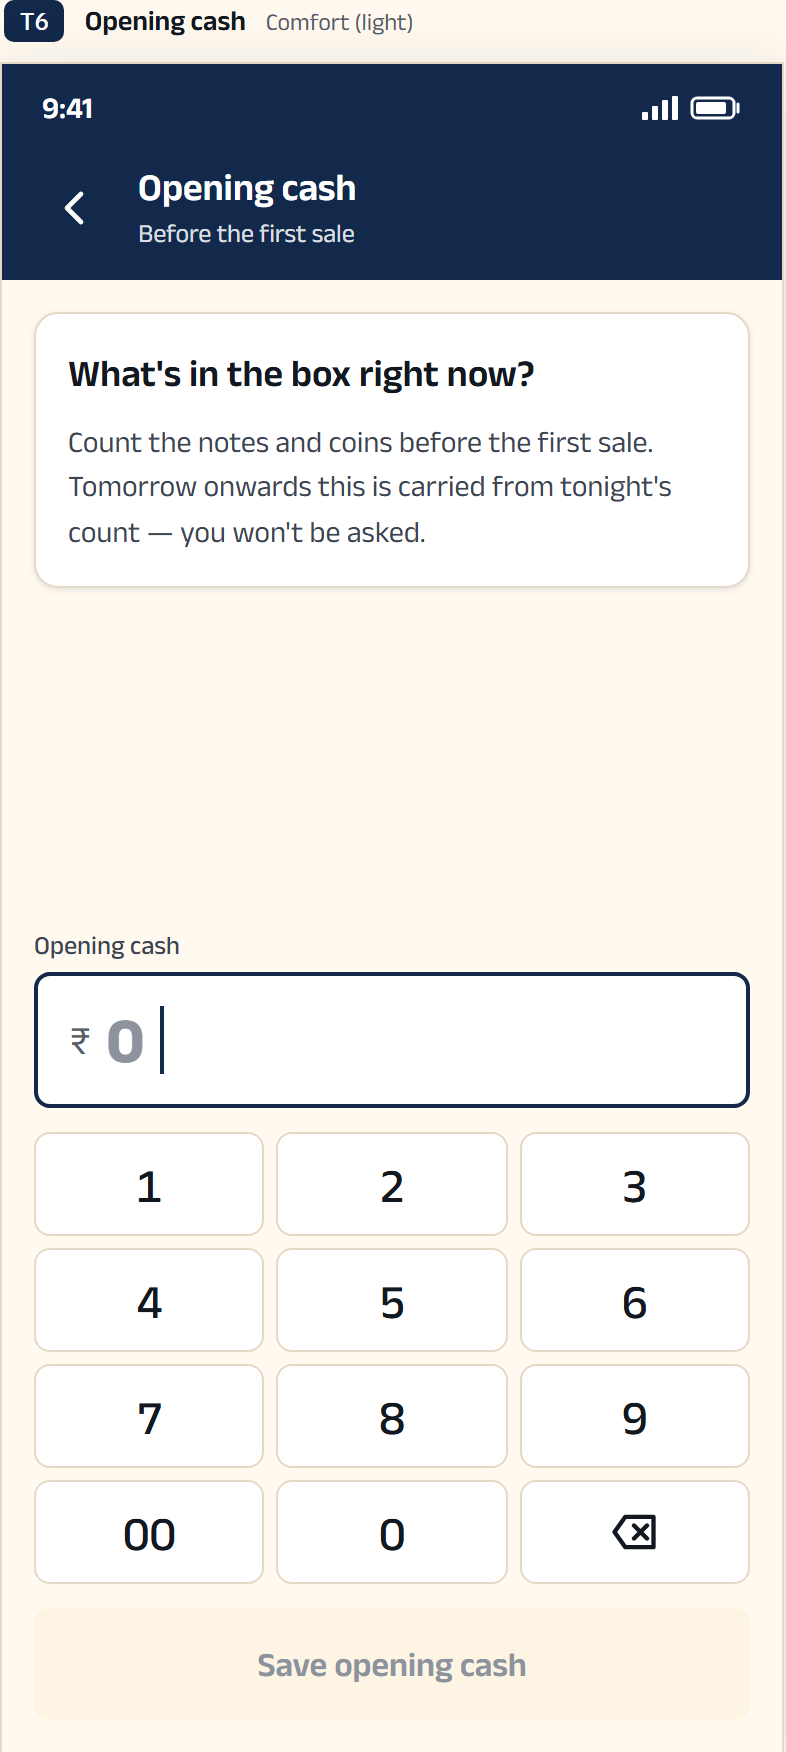 T6 Opening cash Comfort (light)
9:41
Opening cash
Before the first sale
What's in the box right now?
Count the notes and coins before the first sale.
Tomorrow onwards this is carried from tonight's
count — you won't be asked.
Opening cash
₹ 0
1 2 3
4 5 6
7 8 9
00 0
Save opening cash